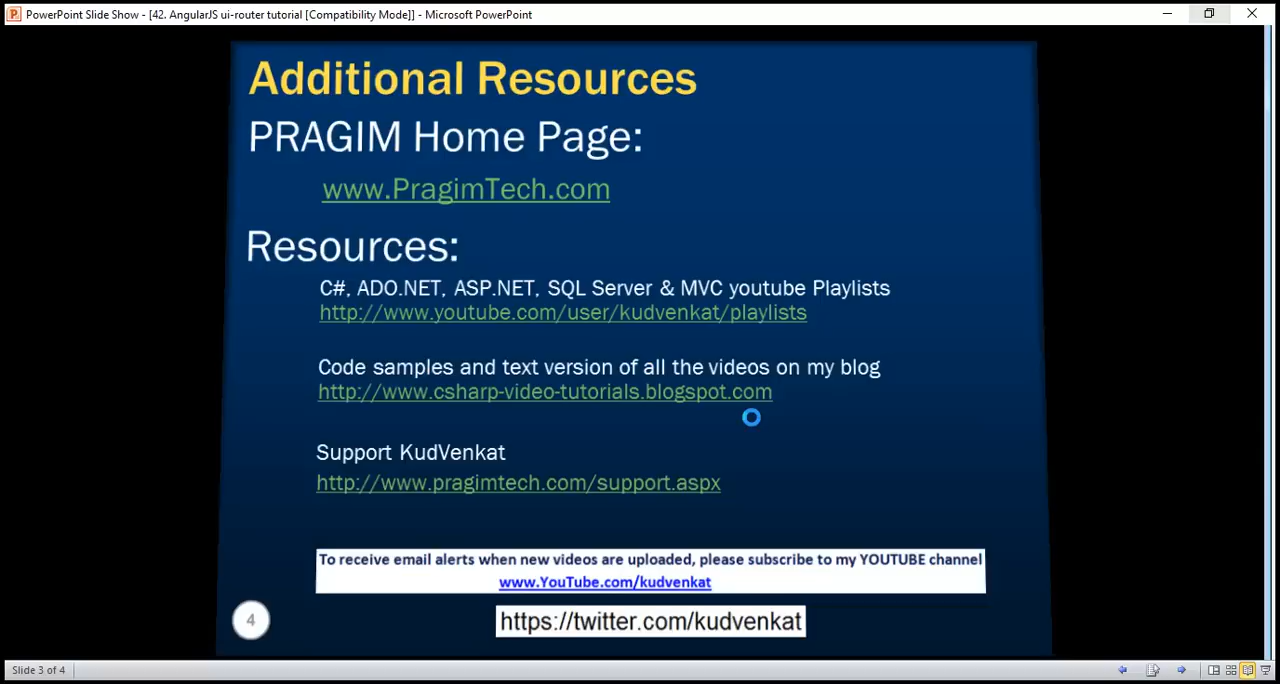 PowerPoint Slide Show - [42. AngularJS ui-router tutorial [Compatibility Mode]] - Microsoft PowerPoint
Additional Resources
PRAGIM Home Page:
www.PragimTech.com
Resources:
C#, ADO.NET, ASP.NET, SQL Server & MVC youtube Playlists
http://www.youtube.com/user/kudvenkat/playlists
Code samples and text version of all the videos on my blog
http://www.csharp-video-tutorials.blogspot.com
Support KudVenkat
http://www.pragimtech.com/support.aspx
To receive email alerts when new videos are uploaded, please subscribe to my YOUTUBE channel
www.YouTube.com/kudvenkat
4
https://twitter.com/kudvenkat
Slide 3 of 4